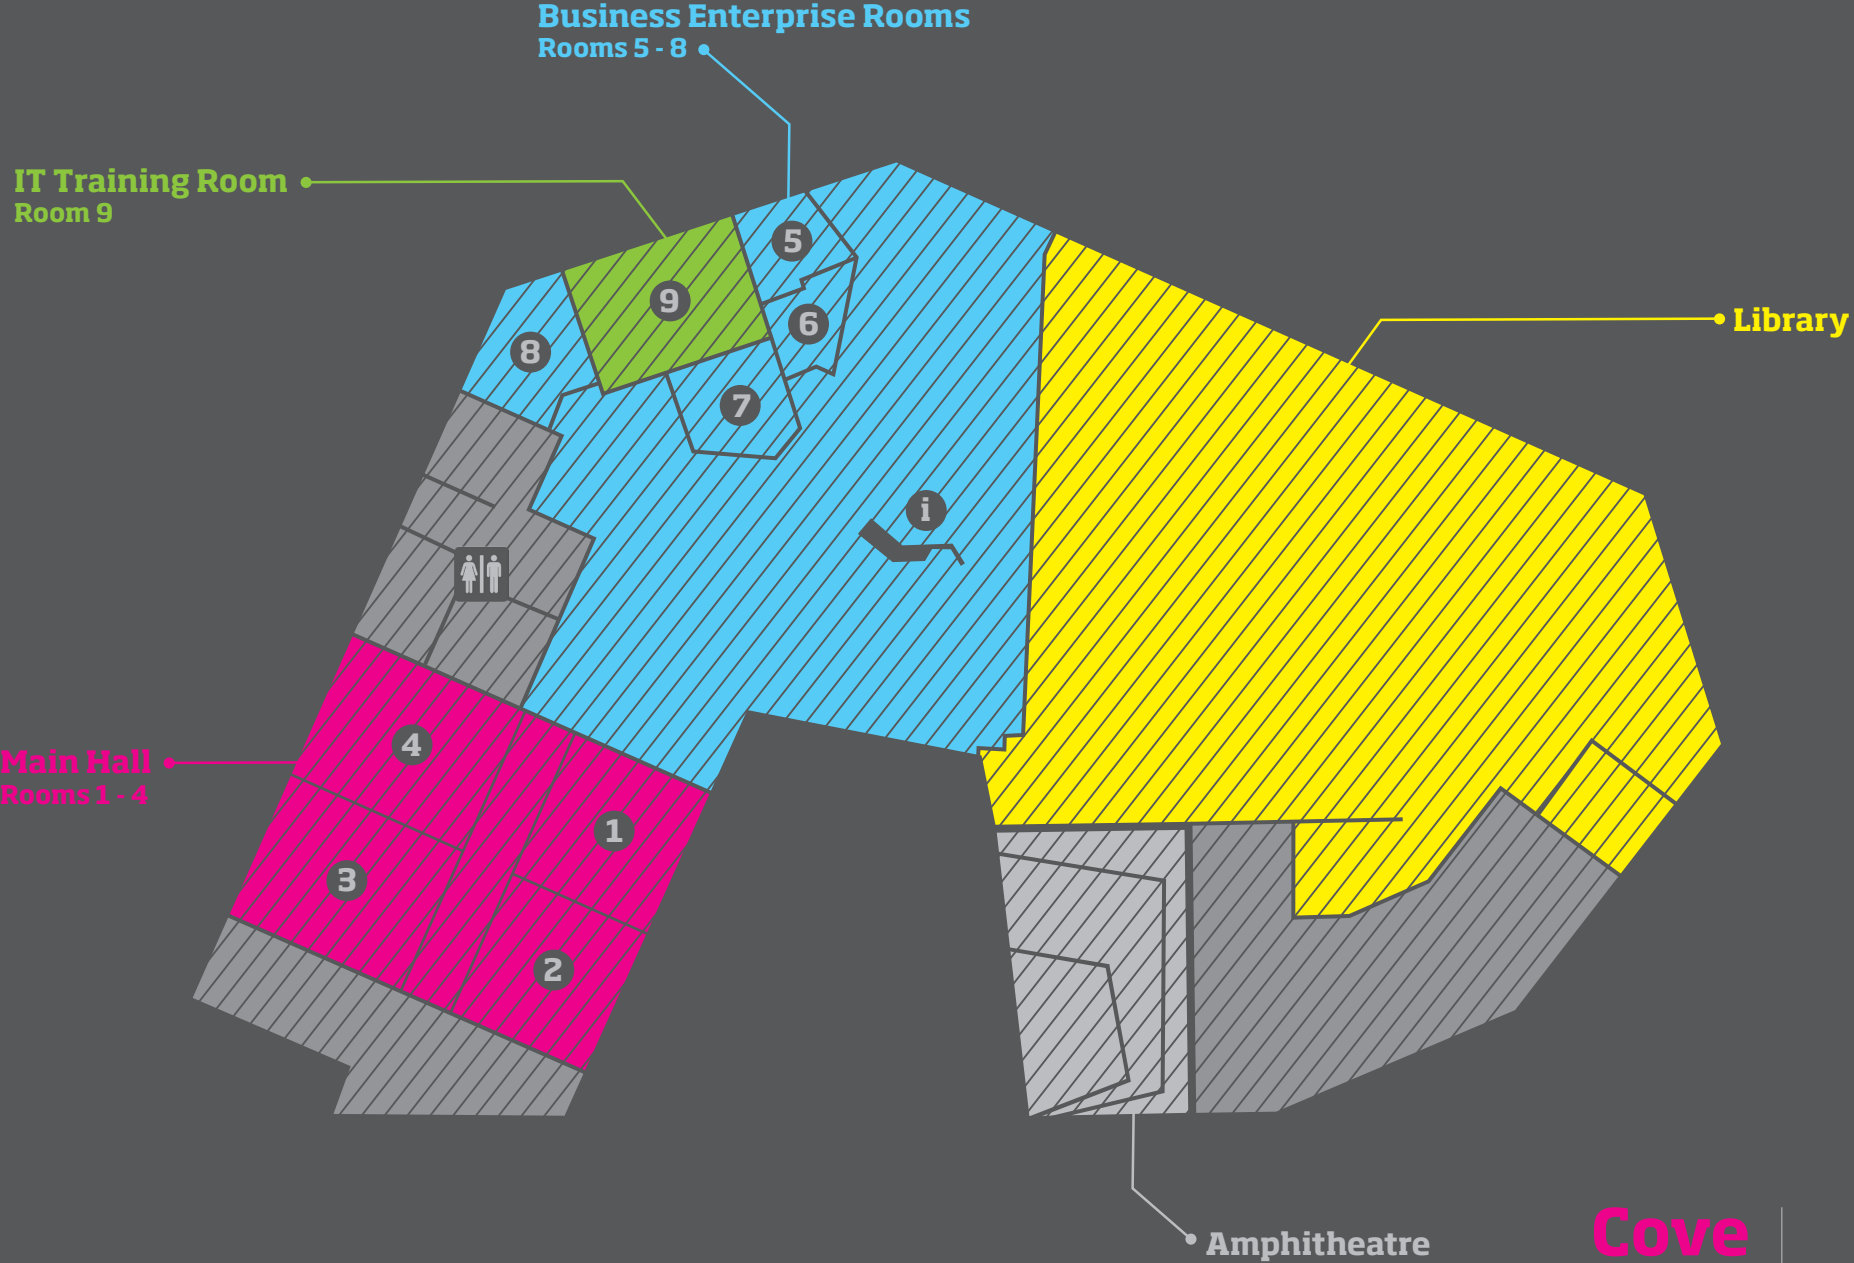 Business Enterprise Rooms
Rooms 5 - 8
IT Training Room
Room 9
5
9
6
Library
8
7
i
4
Main Hall
Rooms 1 - 4
1
3
2
Amphitheatre
Cove